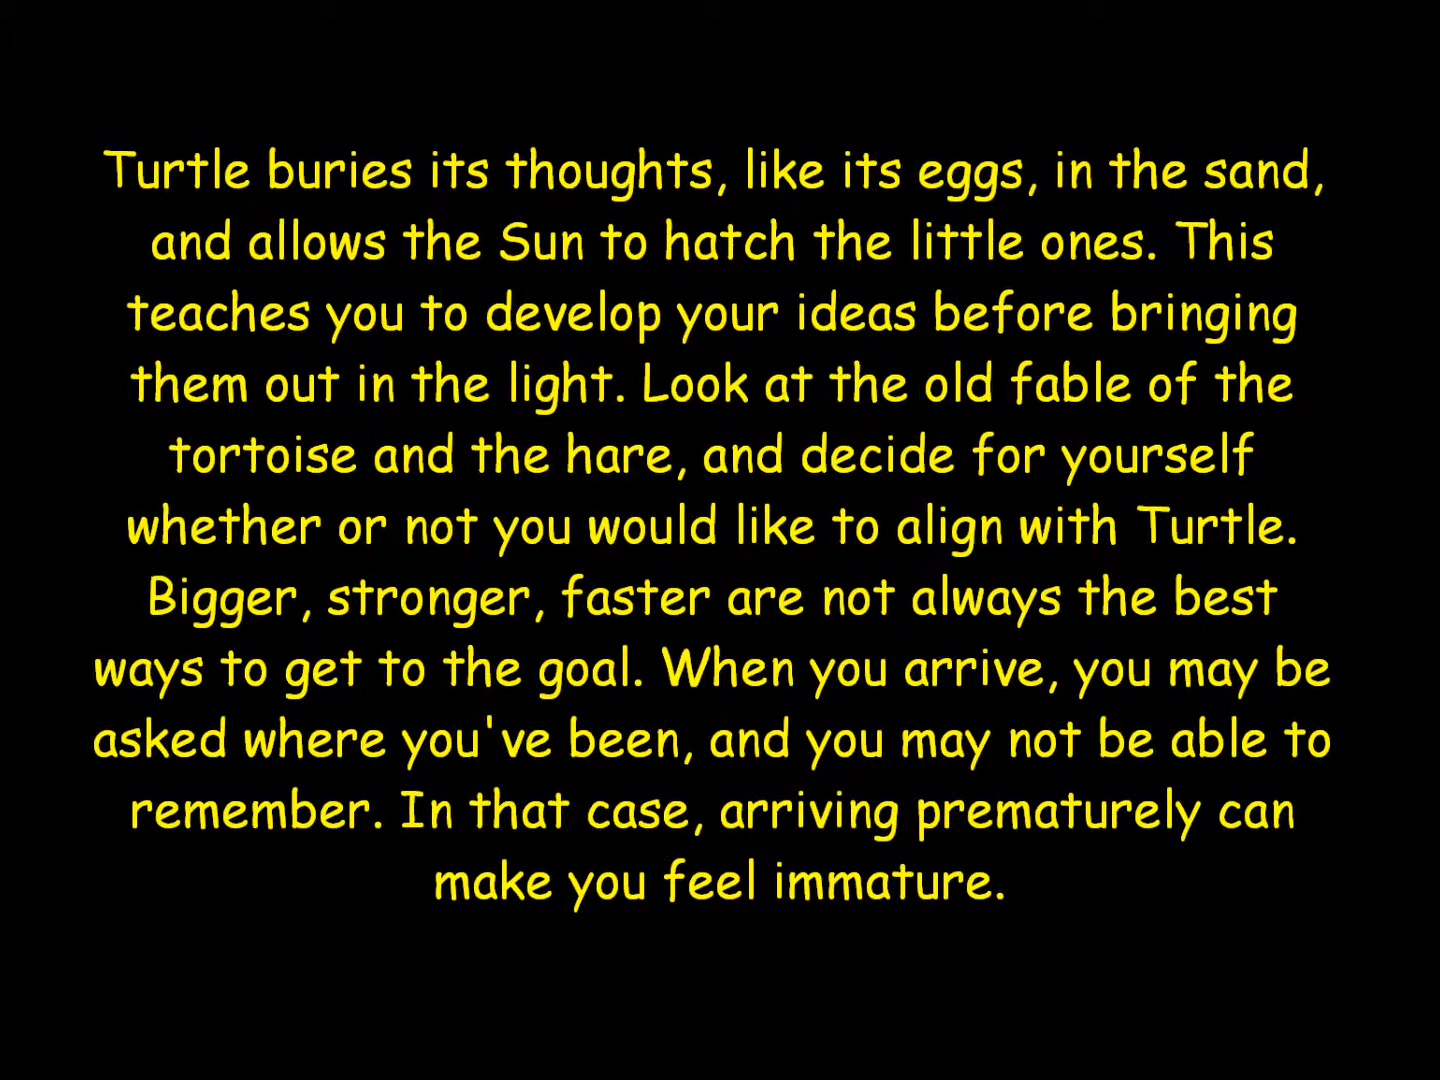 Turtle buries its thoughts, like its eggs, in the sand,
and allows the Sun to hatch the little ones. This
teaches you to develop your ideas before bringing
them out in the light. Look at the old fable of the
tortoise and the hare, and decide for yourself
whether or not you would like to align with Turtle.
Bigger, stronger, faster are not always the best
ways to get to the goal. When you arrive, you may be
asked where you've been, and you may not be able to
remember. In that case, arriving prematurely can
make you feel immature.